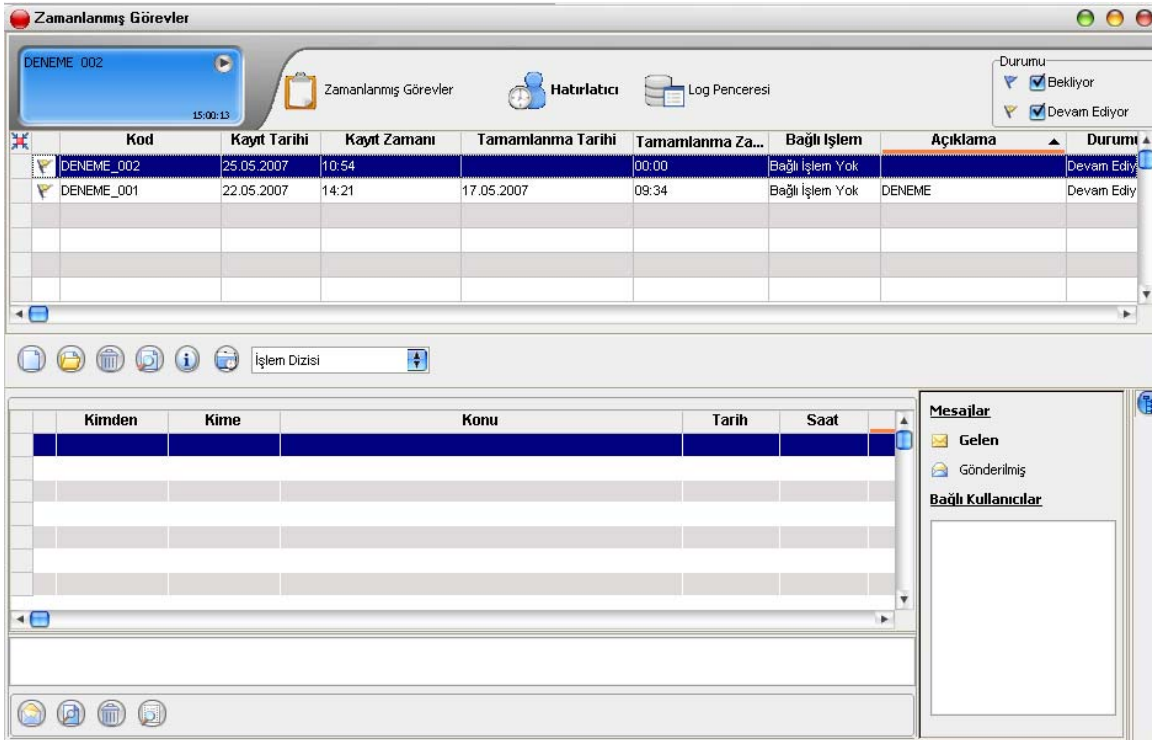 Zamanlanmış Görevler
DENEME 002
15:00:13
Zamanlanmış Görevler
Hatırlatıcı
Log Penceresi
Durumu
Bekliyor
Devam Ediyor
Kod Kayıt Tarihi Kayıt Zamanı Tamamlanma Tarihi Tamamlanma Za... Bağlı İşlem Açıklama Durumu
DENEME_002 25.05.2007 10:54 00:00 Bağlı İşlem Yok Devam Ediy
DENEME_001 22.05.2007 14:21 17.05.2007 09:34 Bağlı İşlem Yok DENEME Devam Ediy
İşlem Dizisi
Kimden Kime Konu Tarih Saat
Mesajlar
Gelen
Gönderilmiş
Bağlı Kullanıcılar